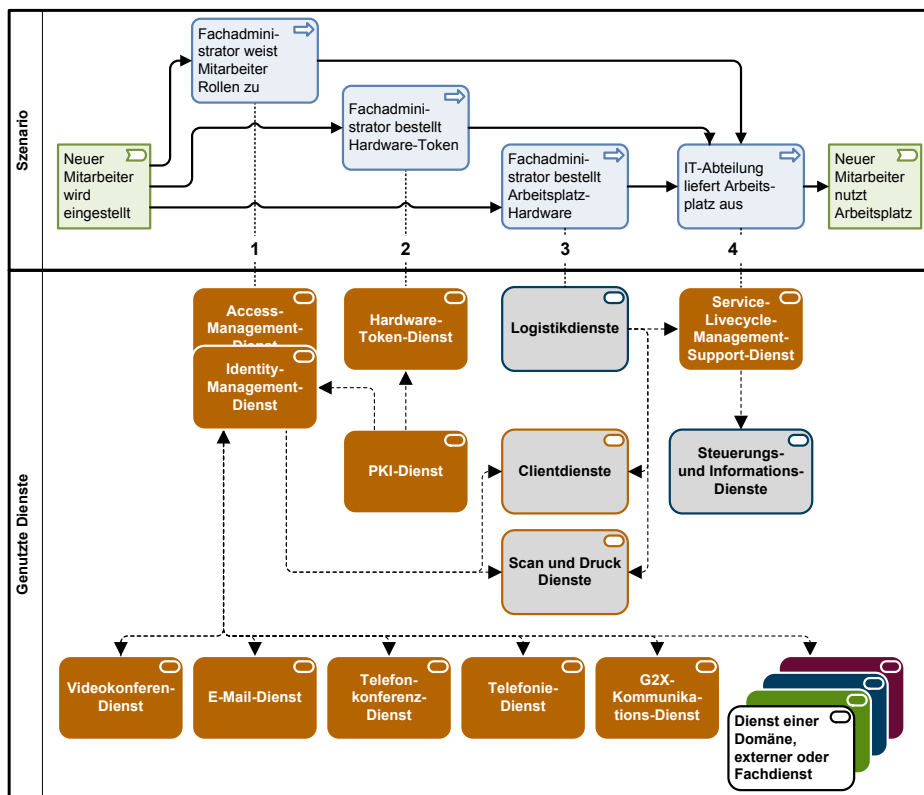 Szenario
Fachadmini-
strator weist
Mitarbeiter
Rollen zu
Fachadmini-
strator bestellt
Hardware-Token
Neuer
Mitarbeiter
wird
eingestellt
Fachadmini-
strator bestellt
Arbeitsplatz-
Hardware
IT-Abteilung
liefert Arbeits-
platz aus
Neuer
Mitarbeiter
nutzt
Arbeitsplatz
1
2
3
4
Genutzte Dienste
Access-
Management-
Dienst
Identity-
Management-
Dienst
Hardware-
Token-Dienst
Logistikdienste
Service-
Livecycle-
Management-
Support-Dienst
PKI-Dienst
Clientdienste
Steuerungs-
und Informations-
Dienste
Scan und Druck
Dienste
Videokonferen-
Dienst
E-Mail-Dienst
Telefon-
konferenz-
Dienst
Telefonie-
Dienst
G2X-
Kommunika-
tions-Dienst
Dienst einer
Domäne,
externer oder
Fachdienst